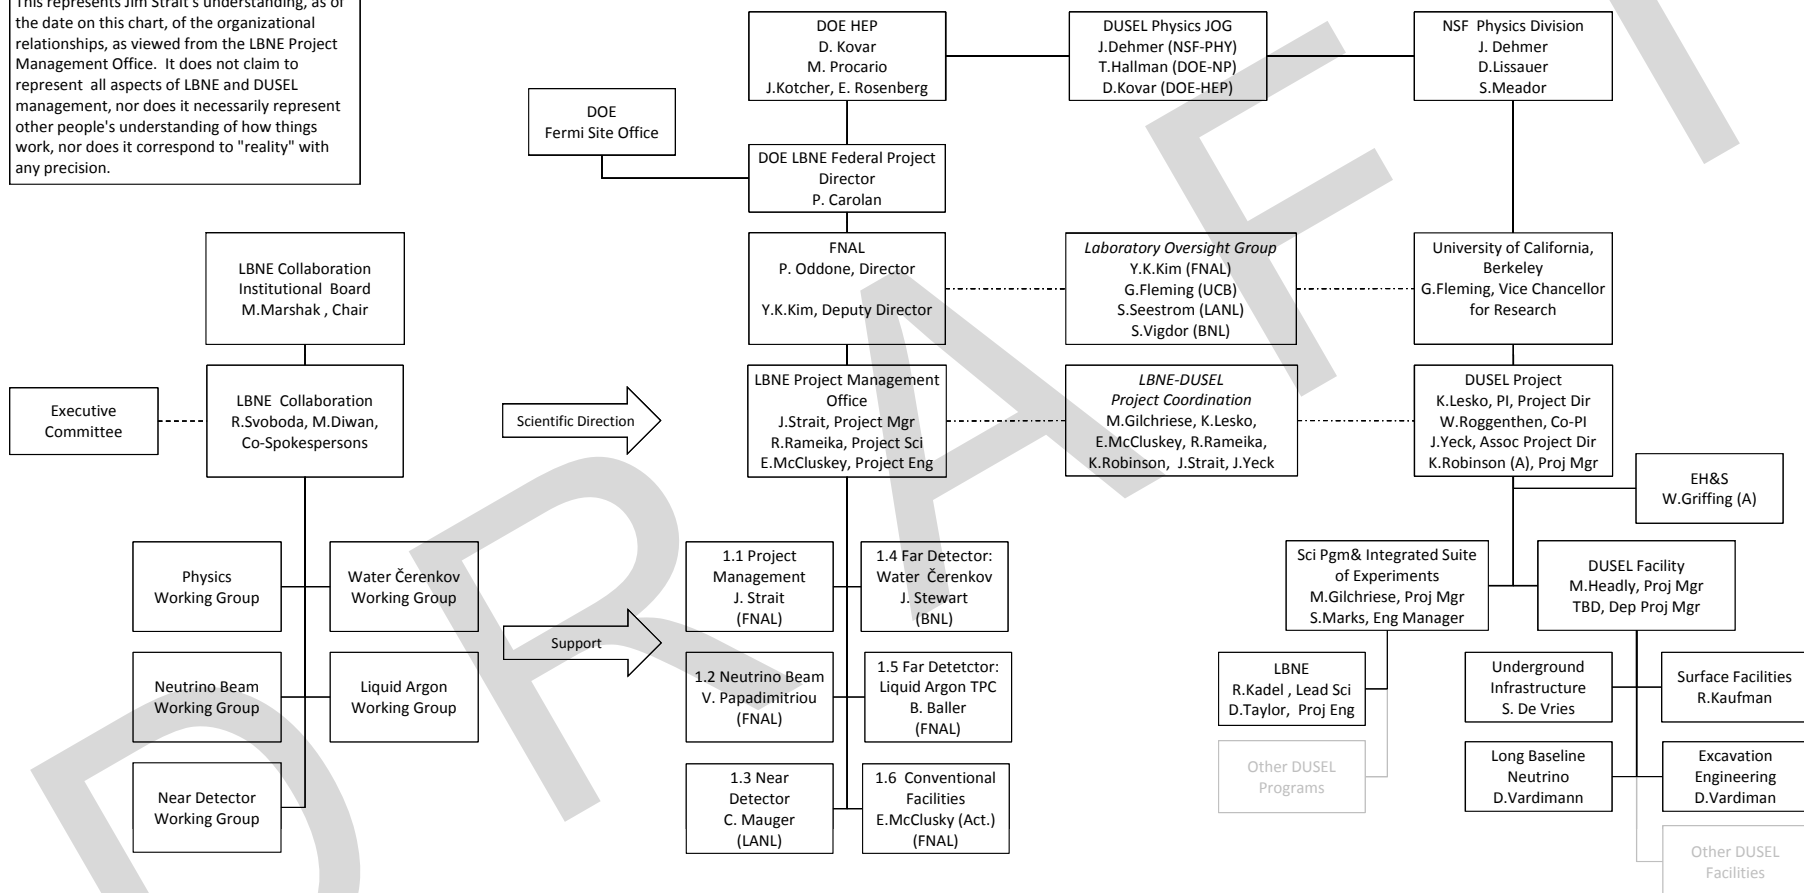 This represents Jim Strait's understanding, as of
the date on this chart, of the organizational
relationships, as viewed from the LBNE Project
Management Office. It does not claim to
represent all aspects of LBNE and DUSEL
management, nor does it necessarily represent
other people's understanding of how things
work, nor does it correspond to "reality" with
any precision.
DOE HEP
D. Kovar
M. Procario
J.Kotcher, E. Rosenberg
DUSEL Physics JOG
J.Dehmer (NSF-PHY)
T.Hallman (DOE-NP)
D.Kovar (DOE-HEP)
NSF Physics Division
J. Dehmer
D.Lissauer
S.Meador
DOE
Fermi Site Office
DOE LBNE Federal Project
Director
P. Carolan
LBNE Collaboration
Institutional Board
M.Marshak , Chair
FNAL
P. Oddone, Director
Y.K.Kim, Deputy Director
Laboratory Oversight Group
Y.K.Kim (FNAL)
G.Fleming (UCB)
S.Seestrom (LANL)
S.Vigdor (BNL)
University of California,
Berkeley
G.Fleming, Vice Chancellor
for Research
Executive
Committee
LBNE Collaboration
R.Svoboda, M.Diwan,
Co-Spokespersons
Scientific Direction
LBNE Project Management
Office
J.Strait, Project Mgr
R.Rameika, Project Sci
E.McCluskey, Project Eng
LBNE-DUSEL
Project Coordination
M.Gilchriese, K.Lesko,
E.McCluskey, R.Rameika,
K.Robinson, J.Strait, J.Yeck
DUSEL Project
K.Lesko, PI, Project Dir
W.Roggenthen, Co-PI
J.Yeck, Assoc Project Dir
K.Robinson (A), Proj Mgr
EH&S
W.Griffing (A)
Physics
Working Group
Water Čerenkov
Working Group
Neutrino Beam
Working Group
Liquid Argon
Working Group
Near Detector
Working Group
Support
1.1 Project
Management
J. Strait
(FNAL)
1.4 Far Detector:
Water Čerenkov
J. Stewart
(BNL)
1.2 Neutrino Beam
V. Papadimitriou
(FNAL)
1.5 Far Detetctor:
Liquid Argon TPC
B. Baller
(FNAL)
1.3 Near
Detector
C. Mauger
(LANL)
1.6 Conventional
Facilities
E.McClusky (Act.)
(FNAL)
Sci Pgm& Integrated Suite
of Experiments
M.Gilchriese, Proj Mgr
S.Marks, Eng Manager
DUSEL Facility
M.Headly, Proj Mgr
TBD, Dep Proj Mgr
LBNE
R.Kadel , Lead Sci
D.Taylor, Proj Eng
Other DUSEL
Programs
Underground
Infrastructure
S. De Vries
Surface Facilities
R.Kaufman
Long Baseline
Neutrino
D.Vardimann
Excavation
Engineering
D.Vardiman
Other DUSEL
Facilities
DRAFT